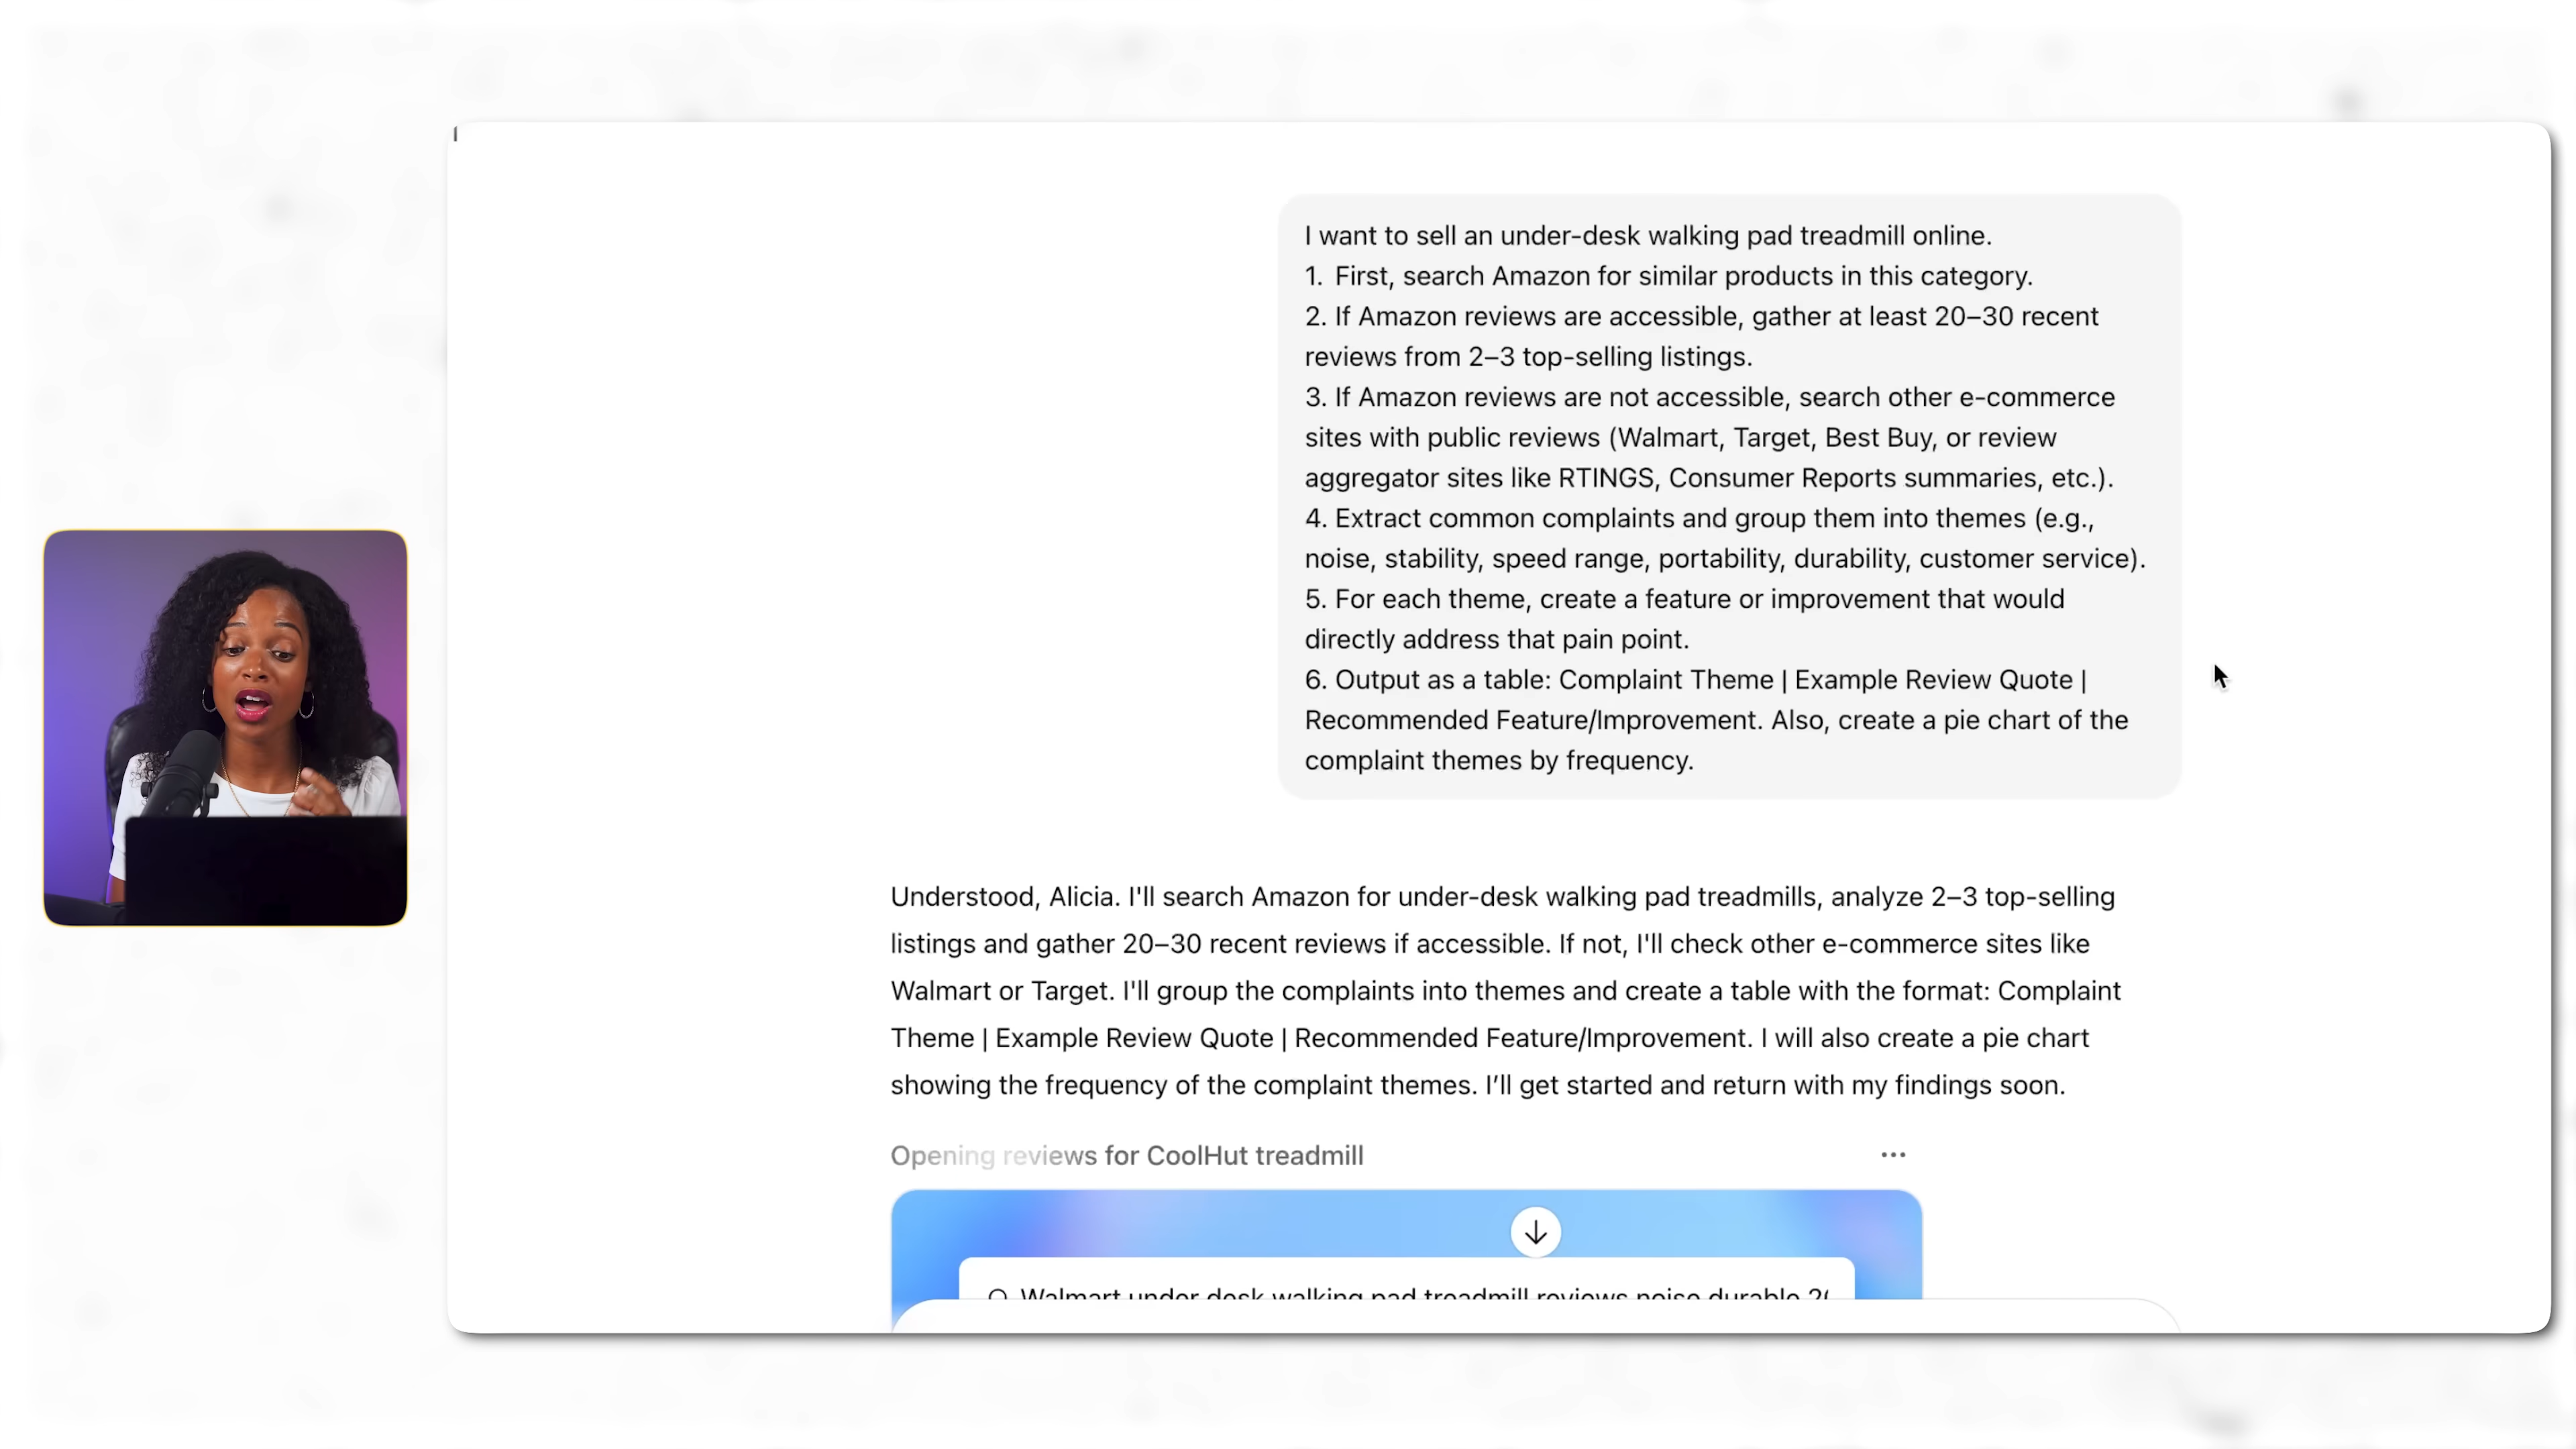 I want to sell an under-desk walking pad treadmill online.
1. First, search Amazon for similar products in this category.
2. If Amazon reviews are accessible, gather at least 20–30 recent
reviews from 2–3 top-selling listings.
3. If Amazon reviews are not accessible, search other e-commerce
sites with public reviews (Walmart, Target, Best Buy, or review
aggregator sites like RTINGS, Consumer Reports summaries, etc.).
4. Extract common complaints and group them into themes (e.g.,
noise, stability, speed range, portability, durability, customer service).
5. For each theme, create a feature or improvement that would
directly address that pain point.
6. Output as a table: Complaint Theme | Example Review Quote |
Recommended Feature/Improvement. Also, create a pie chart of the
complaint themes by frequency.
Understood, Alicia. I'll search Amazon for under-desk walking pad treadmills, analyze 2–3 top-selling
listings and gather 20–30 recent reviews if accessible. If not, I'll check other e-commerce sites like
Walmart or Target. I'll group the complaints into themes and create a table with the format: Complaint
Theme | Example Review Quote | Recommended Feature/Improvement. I will also create a pie chart
showing the frequency of the complaint themes. I’ll get started and return with my findings soon.
Opening reviews for CoolHut treadmill
Walmart under desk walking pad treadmill reviews noise durable